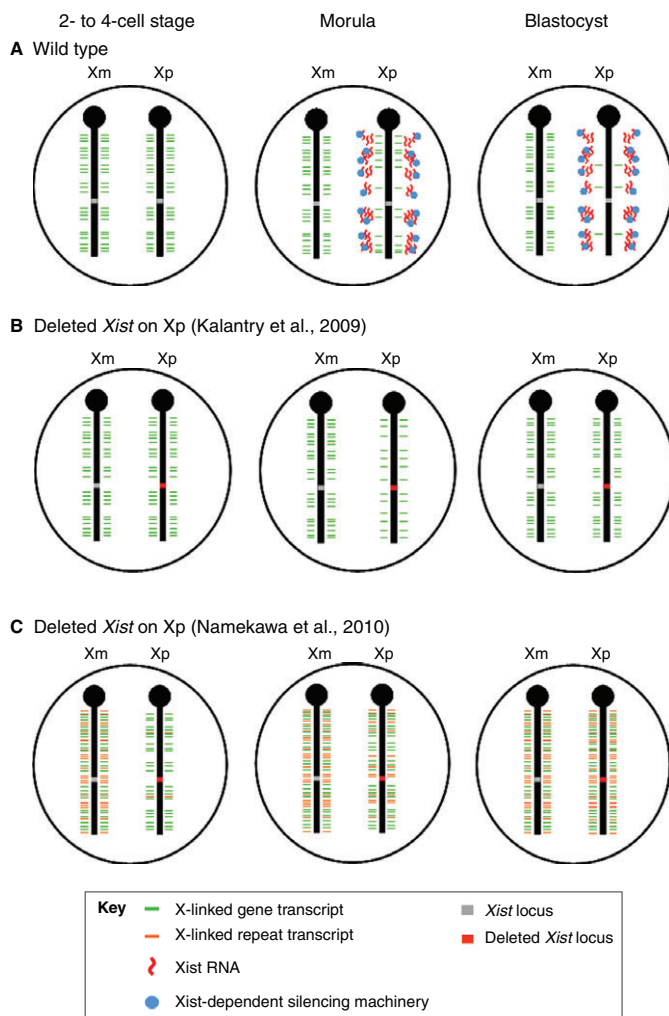 2- to 4-cell stage Morula Blastocyst
A Wild type
Xm Xp Xm Xp Xm Xp
B Deleted Xist on Xp (Kalantry et al., 2009)
Xm Xp Xm Xp Xm Xp
C Deleted Xist on Xp (Namekawa et al., 2010)
Xm Xp Xm Xp Xm Xp
Key X-linked gene transcript Xist locus
X-linked repeat transcript Deleted Xist locus
Xist RNA
Xist-dependent silencing machinery